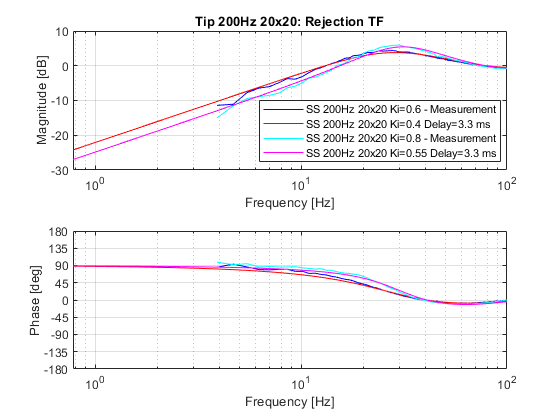 Tip 200Hz 20x20: Rejection TF
10
0
-10
-20
-30
Magnitude [dB]
SS 200Hz 20x20 Ki=0.6 - Measurement
SS 200Hz 20x20 Ki=0.4 Delay=3.3 ms
SS 200Hz 20x20 Ki=0.8 - Measurement
SS 200Hz 20x20 Ki=0.55 Delay=3.3 ms
10^0
10^1
10^2
Frequency [Hz]
180
135
90
45
0
-45
-90
-135
-180
Phase [deg]
10^0
10^1
10^2
Frequency [Hz]